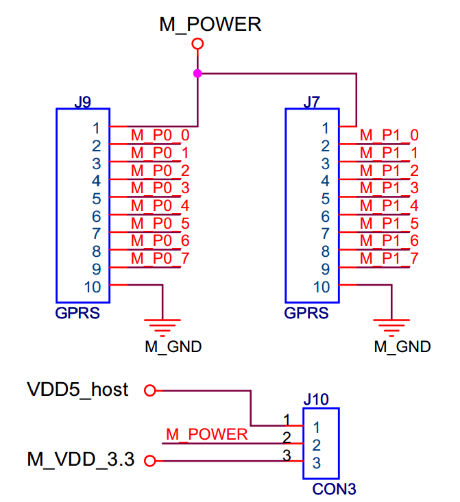 M_POWER
J9
1
M_P0_0
2
M_P0_1
3
M_P0_2
4
M_P0_3
5
M_P0_4
6
M_P0_5
7
M_P0_6
8
M_P0_7
9
10
GPRS
M_GND
J7
1
M_P1_0
2
M_P1_1
3
M_P1_2
4
M_P1_3
5
M_P1_4
6
M_P1_5
7
M_P1_6
8
M_P1_7
9
10
GPRS
M_GND
VDD5_host
M_POWER
M_VDD_3.3
J10
1 1
2 2
3 3
CON3